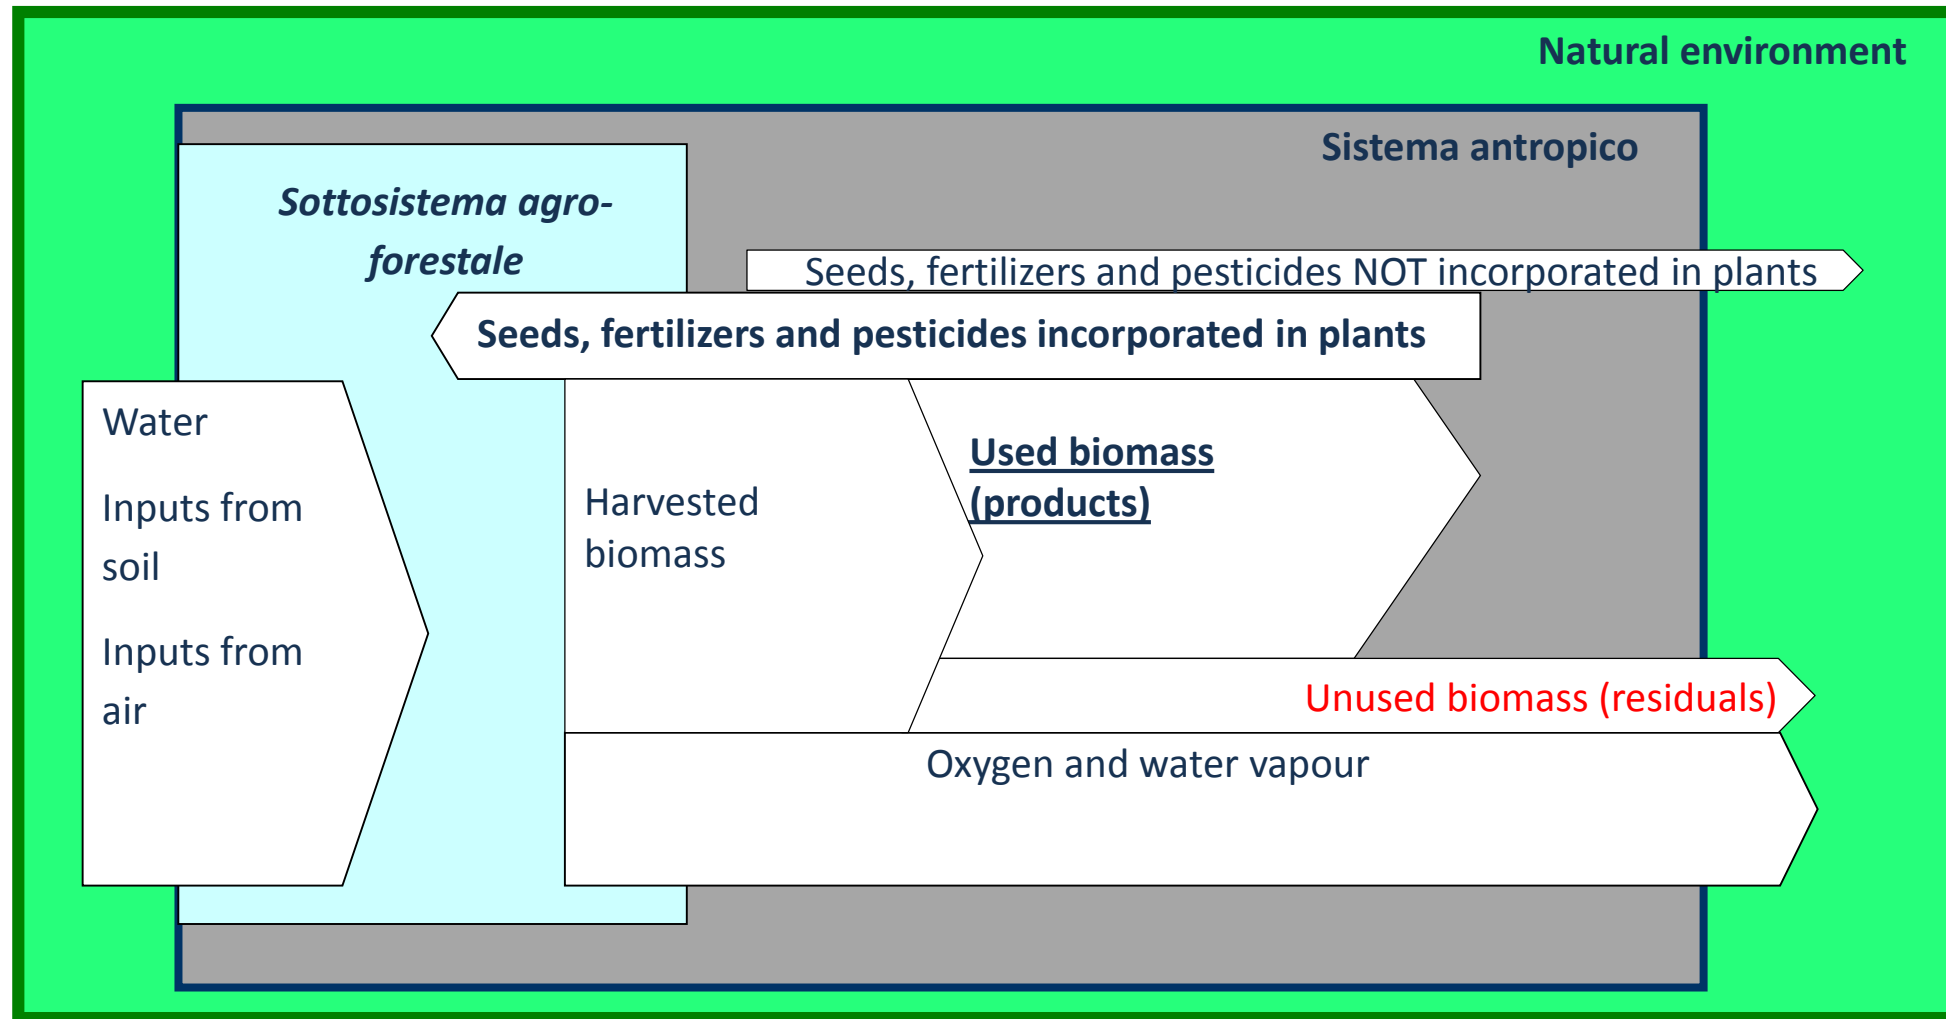 Natural environment
Sistema antropico
Sottosistema agro-
forestale
Seeds, fertilizers and pesticides NOT incorporated in plants
Seeds, fertilizers and pesticides incorporated in plants
Water
Inputs from
soil
Inputs from
air
Harvested
biomass
Used biomass
(products)
Unused biomass (residuals)
Oxygen and water vapour